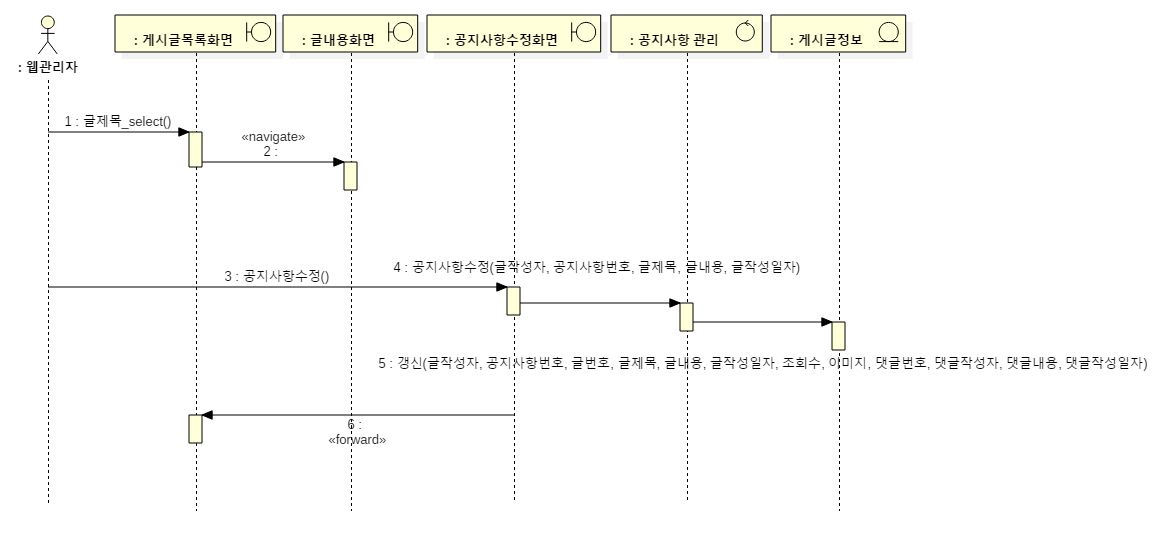 : 웹관리자
: 게시글목록화면
: 글내용화면
: 공지사항수정화면
: 공지사항 관리
: 게시글정보
1 : 글제목_select()
«navigate»
2 :
3 : 공지사항수정()
4 : 공지사항수정(글작성자, 공지사항번호, 글제목, 글내용, 글작성일자)
5 : 갱신(글작성자, 공지사항번호, 글번호, 글제목, 글내용, 글작성일자, 조회수, 이미지, 댓글번호, 댓글작성자, 댓글내용, 댓글작성일자)
6 :
«forward»